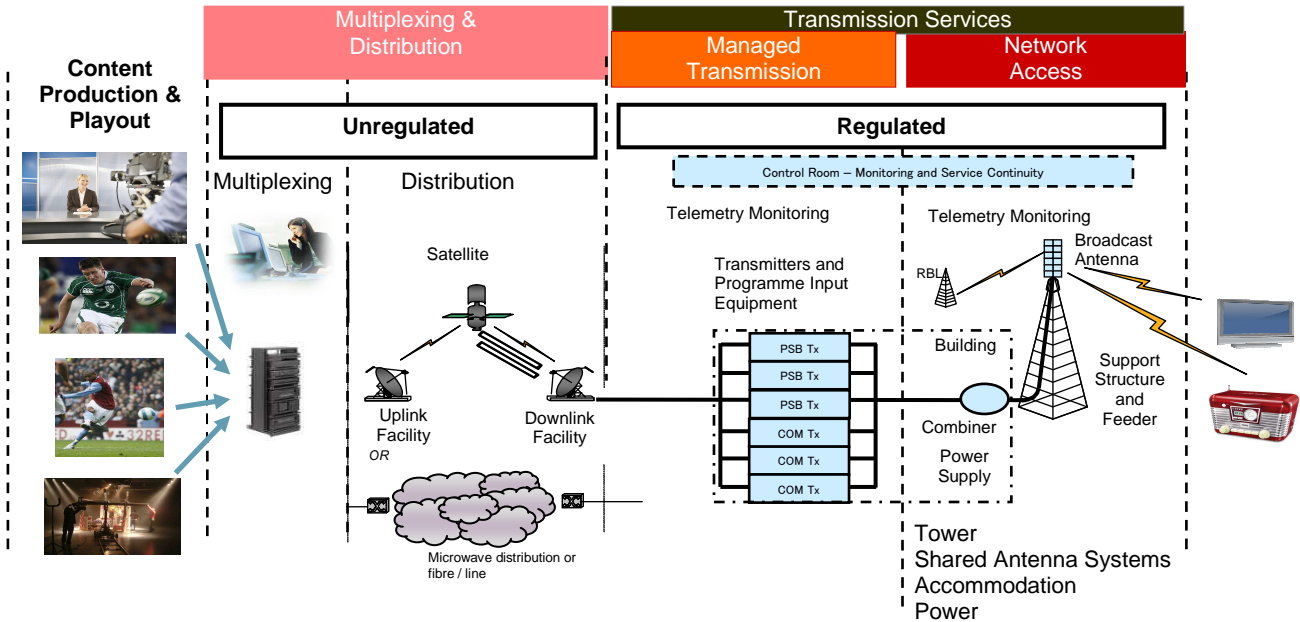 Multiplexing &
Distribution
Transmission Services
Managed
Transmission
Network
Access
Content
Production &
Playout
Unregulated
Regulated
Control Room – Monitoring and Service Continuity
Multiplexing
Distribution
Telemetry Monitoring
Telemetry Monitoring
Satellite
Transmitters and
Programme Input
Equipment
RBL
Broadcast
Antenna
PSB Tx
PSB Tx
PSB Tx
COM Tx
COM Tx
COM Tx
Building
Combiner
Power
Supply
Support
Structure
and
Feeder
Uplink
Facility
OR
Downlink
Facility
Microwave distribution or
fibre / line
Tower
Shared Antenna Systems
Accommodation
Power
O2
32RED